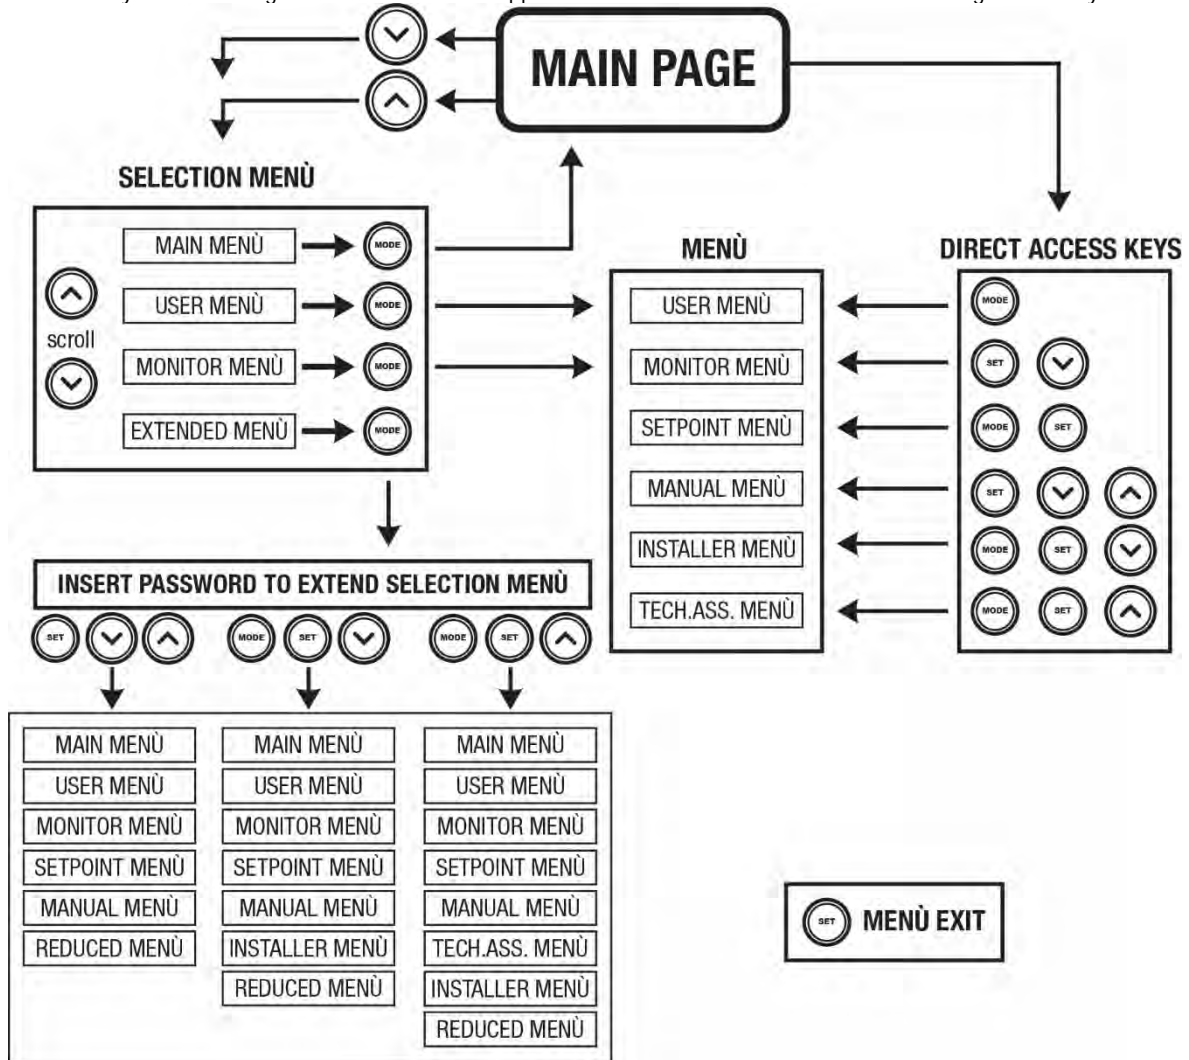 MAIN PAGE
SELECTION MENÙ
MAIN MENÙ MODE
USER MENÙ MODE
scroll
MONITOR MENÙ MODE
EXTENDED MENÙ MODE
MENÙ
USER MENÙ
MONITOR MENÙ
SETPOINT MENÙ
MANUAL MENÙ
INSTALLER MENÙ
TECH.ASS. MENÙ
DIRECT ACCESS KEYS
MODE
SET
MODE SET
SET
MODE SET
MODE SET
INSERT PASSWORD TO EXTEND SELECTION MENÙ
SET MODE SET MODE SET
MAIN MENÙ
USER MENÙ
MONITOR MENÙ
SETPOINT MENÙ
MANUAL MENÙ
REDUCED MENÙ
MAIN MENÙ
USER MENÙ
MONITOR MENÙ
SETPOINT MENÙ
MANUAL MENÙ
INSTALLER MENÙ
REDUCED MENÙ
MAIN MENÙ
USER MENÙ
MONITOR MENÙ
SETPOINT MENÙ
MANUAL MENÙ
TECH.ASS. MENÙ
INSTALLER MENÙ
REDUCED MENÙ
SET MENÙ EXIT